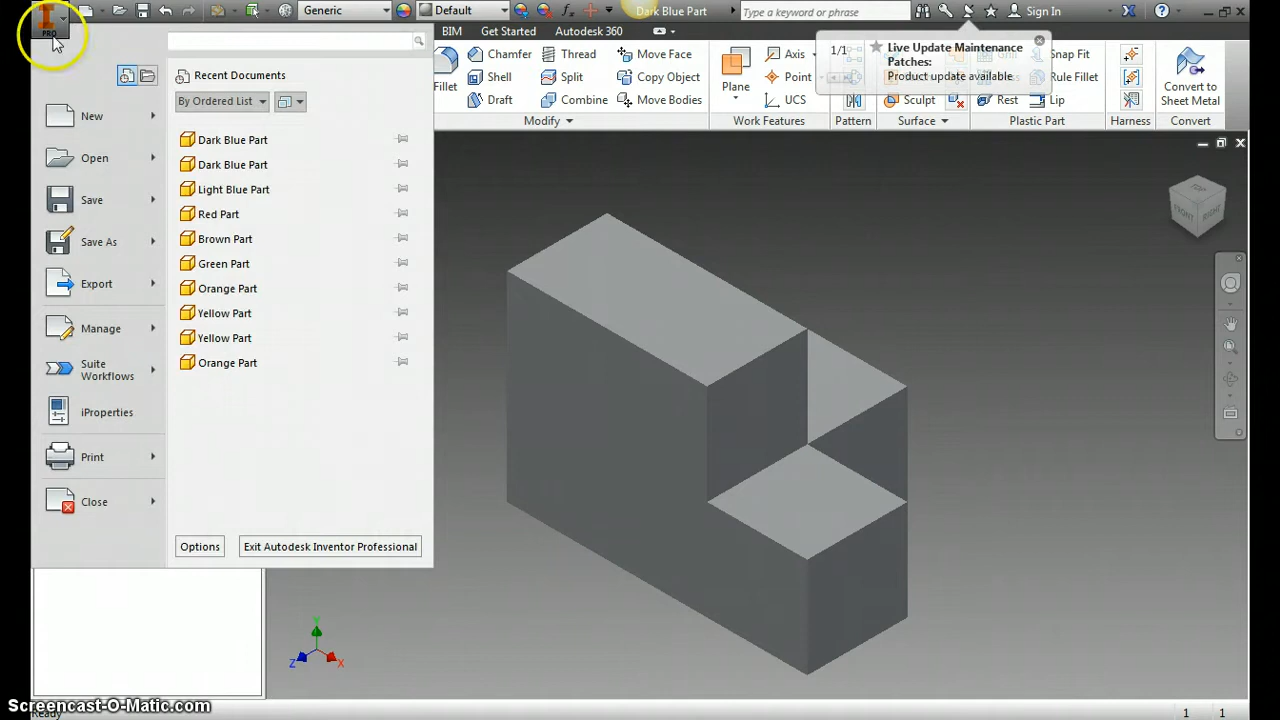 PRO
Generic
Default
Dark Blue Part
Type a keyword or phrase
Sign In
BIM
Get Started
Autodesk 360
Live Update Maintenance
Patches:
Product update available
Fillet
Chamfer
Thread
Move Face
Shell
Split
Copy Object
Draft
Combine
Move Bodies
Modify
Plane
Axis
Point
UCS
Work Features
1/1
Pattern
Sculpt
Surface
Snap Fit
Rule Fillet
Rest
Lip
Plastic Part
Harness
Convert to
Sheet Metal
Convert
New
Open
Save
Save As
Export
Manage
Suite
Workflows
iProperties
Print
Close
Recent Documents
By Ordered List
Dark Blue Part
Dark Blue Part
Light Blue Part
Red Part
Brown Part
Green Part
Orange Part
Yellow Part
Yellow Part
Orange Part
Options
Exit Autodesk Inventor Professional
TOP
FRONT
RIGHT
Y
Z
X
Screencast-O-Matic.com
Ready
1
1